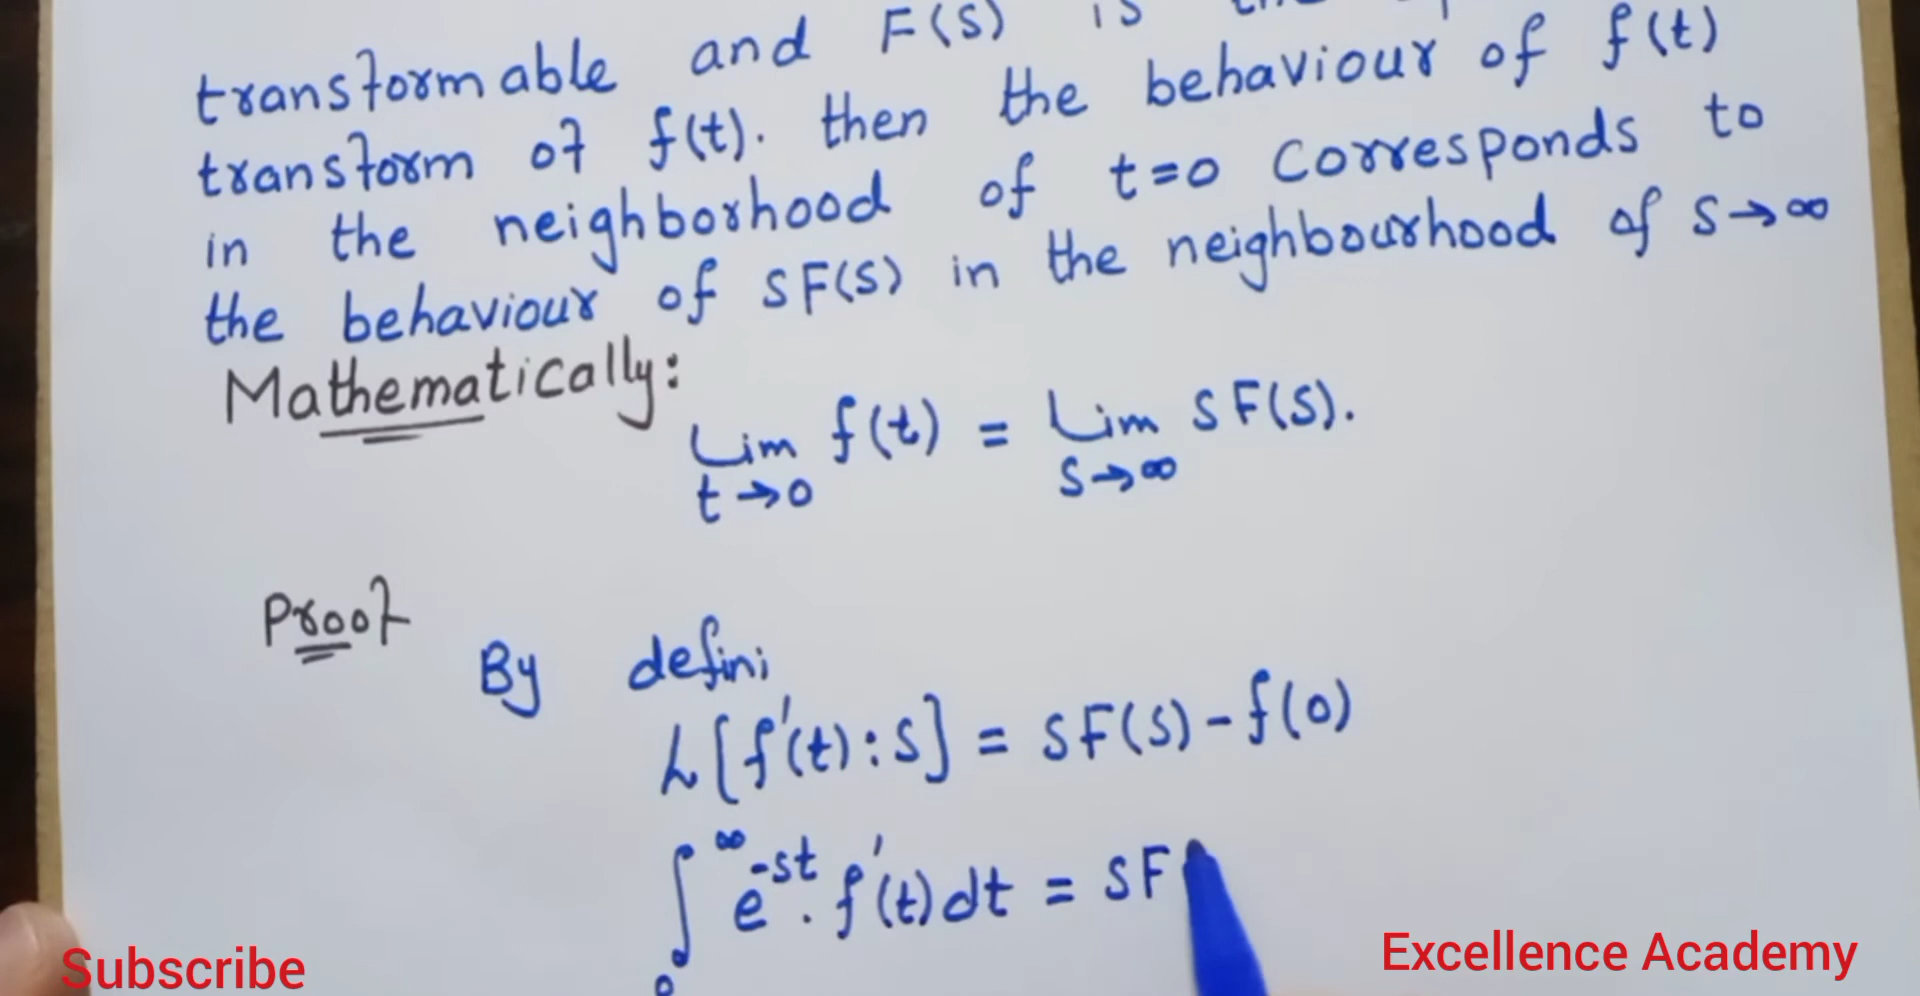 transformable and F(S) is
transform of f(t). then the behaviour of f(t)
in the neighborhood of t=0 Corresponds to
the behaviour of SF(S) in the neighbourhood of S→∞
Mathematically:
Lim f(t) = Lim SF(S).
t→0 S→∞
Proof
By defini
L[f'(t):S] = SF(S)-f(0)
∫₀^∞ e^-st . f'(t)dt = SF
Subscribe
Excellence Academy